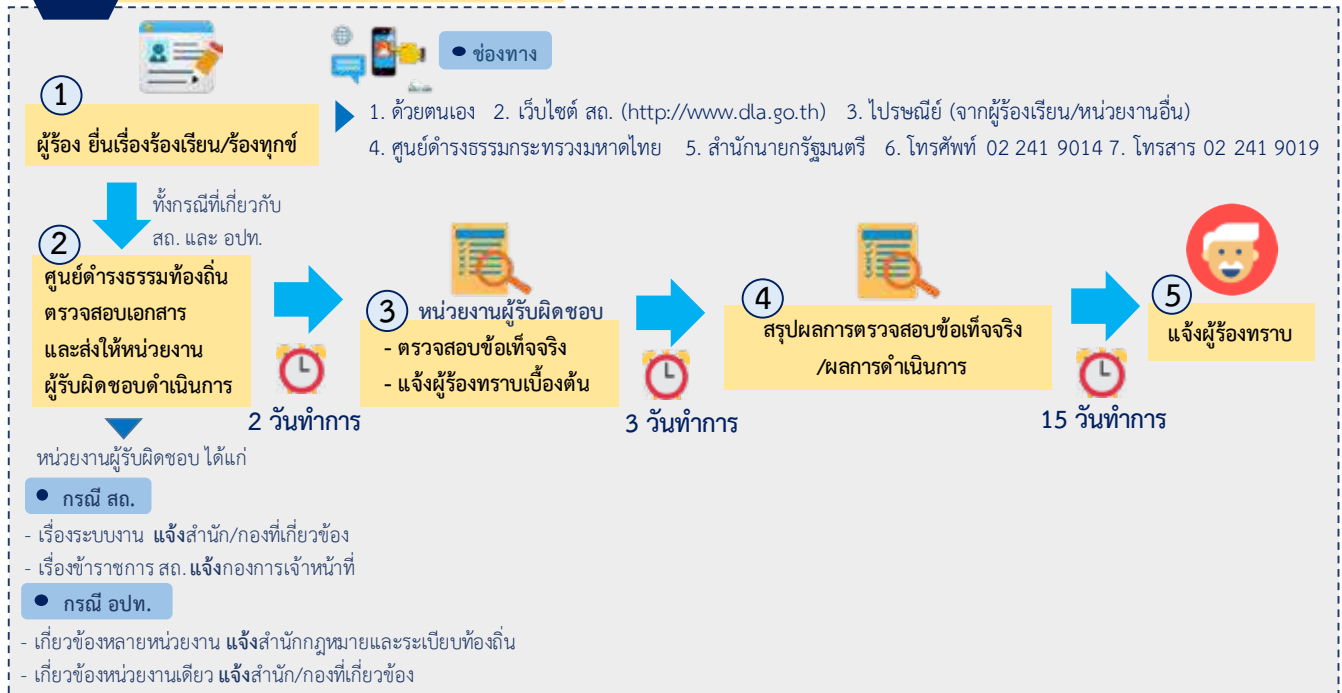 ช่องทาง
1
ผู้ร้อง ยื่นเรื่องร้องเรียน/ร้องทุกข์
1. ด้วยตนเอง 2. เว็บไซต์ สถ. (http://www.dla.go.th) 3. ไปรษณีย์ (จากผู้ร้องเรียน/หน่วยงานอื่น)
4. ศูนย์ดำรงธรรมกระทรวงมหาดไทย 5. สำนักนายกรัฐมนตรี 6. โทรศัพท์ 02 241 9014 7. โทรสาร 02 241 9019
ทั้งกรณีที่เกี่ยวกับ
สถ. และ อปท.
2
ศูนย์ดำรงธรรมท้องถิ่น
ตรวจสอบเอกสาร
และส่งให้หน่วยงาน
ผู้รับผิดชอบดำเนินการ
2 วันทำการ
3
หน่วยงานผู้รับผิดชอบ
- ตรวจสอบข้อเท็จจริง
- แจ้งผู้ร้องทราบเบื้องต้น
3 วันทำการ
4
สรุปผลการตรวจสอบข้อเท็จจริง
/ผลการดำเนินการ
15 วันทำการ
5
แจ้งผู้ร้องทราบ
หน่วยงานผู้รับผิดชอบ ได้แก่
กรณี สถ.
- เรื่องระบบงาน แจ้งสำนัก/กองที่เกี่ยวข้อง
- เรื่องข้าราชการ สถ. แจ้งกองการเจ้าหน้าที่
กรณี อปท.
- เกี่ยวข้องหลายหน่วยงาน แจ้งสำนักกฎหมายและระเบียบท้องถิ่น
- เกี่ยวข้องหน่วยงานเดียว แจ้งสำนัก/กองที่เกี่ยวข้อง